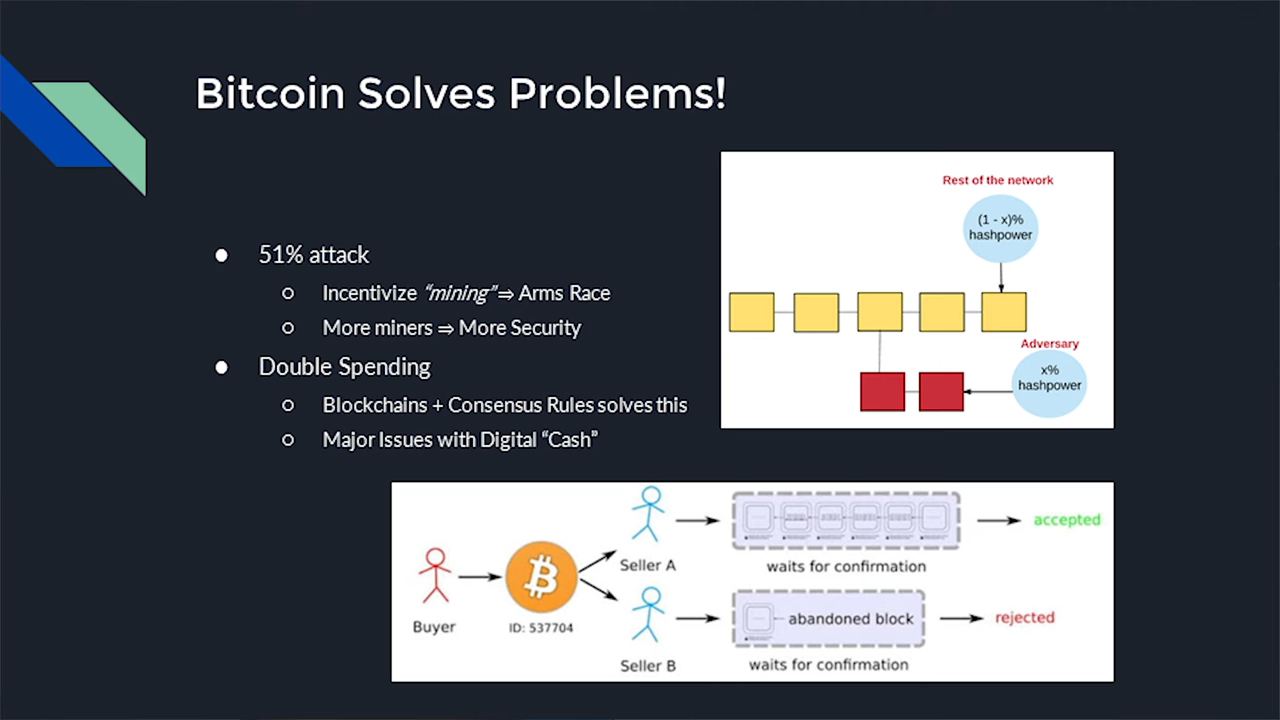 Bitcoin Solves Problems!
51% attack
Incentivize “mining” ⇒ Arms Race
More miners ⇒ More Security
Double Spending
Blockchains + Consensus Rules solves this
Major Issues with Digital “Cash”
Rest of the network
(1 - x)%
hashpower
Adversary
x%
hashpower
Buyer
ID: 537704
Seller A
waits for confirmation
accepted
Seller B
abandoned block
waits for confirmation
rejected